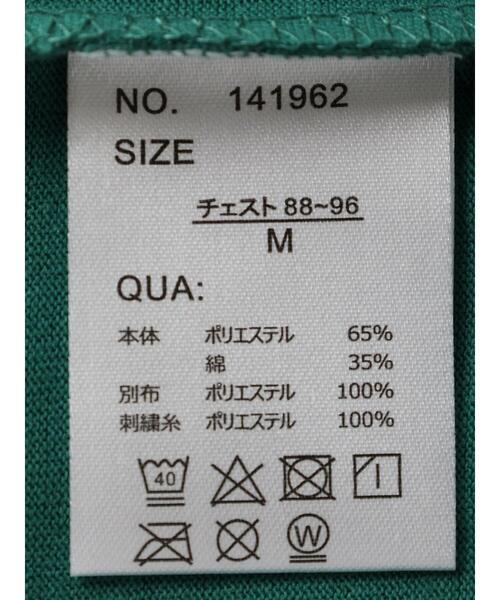 NO. 141962
SIZE
チェスト 88~96
M
QUA:
本体 ポリエステル 65%
綿 35%
別布 ポリエステル 100%
刺繍糸 ポリエステル 100%
40
W